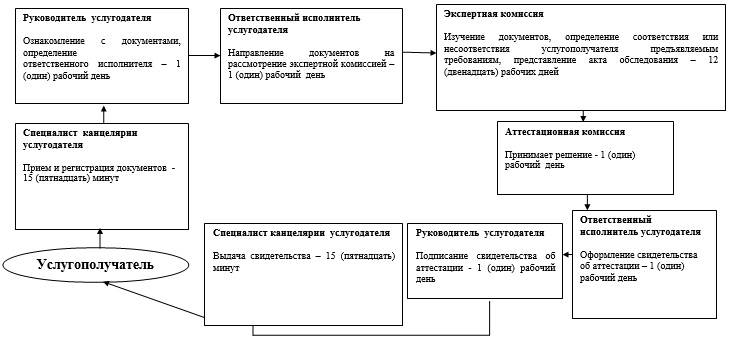 Руководитель услугодателя
Ознакомление с документами,
определение
ответственного исполнителя – 1
(один) рабочий день
Ответственный исполнитель
услугодателя
Направление документов на
рассмотрение экспертной комиссией –
1 (один) рабочий день
Экспертная комиссия
Изучение документов, определение соответствия или
несоответствия услугополучателя предъявляемым
требованиям, представление акта обследования – 12
(двенадцать) рабочих дней
Специалист канцелярии
услугодателя
Прием и регистрация документов -
15 (пятнадцать) минут
Аттестационная комиссия
Принимает решение - 1 (один)
рабочий день
Услугополучатель
Специалист канцелярии услугодателя
Выдача свидетельства – 15 (пятнадцать)
минут
Руководитель услугодателя
Подписание свидетельства об
аттестации - 1 (один) рабочий
день
Ответственный
исполнитель услугодателя
Оформление свидетельства
об аттестации – 1 (один)
рабочий день